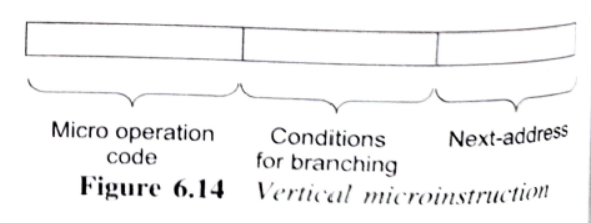 Micro operation
code
Conditions
for branching
Next-address
Figure 6.14 Vertical microinstruction